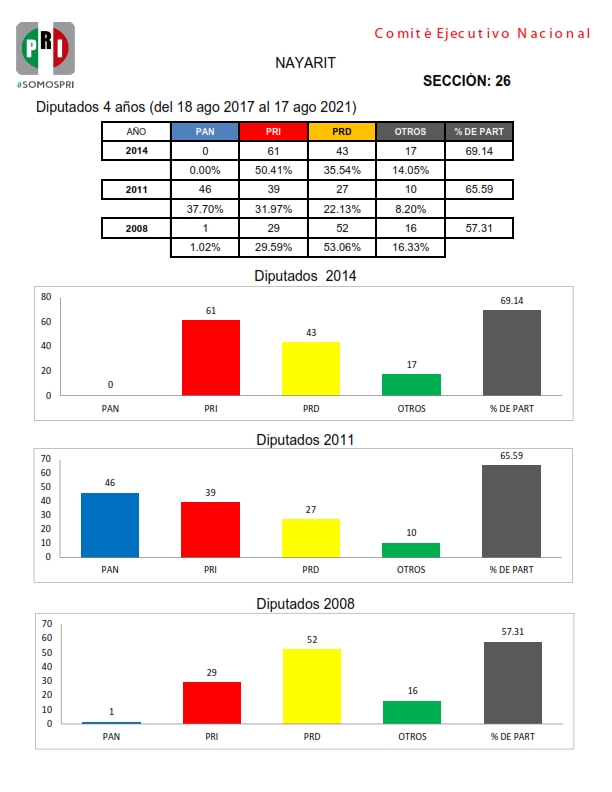 Comité Ejecutivo Nacional
PRI
#SOMOSPRI
NAYARIT
SECCIÓN: 26
Diputados 4 años (del 18 ago 2017 al 17 ago 2021)
AÑO PAN PRI PRD OTROS % DE PART
2014 0 61 43 17 69.14
0.00% 50.41% 35.54% 14.05%
2011 46 39 27 10 65.59
37.70% 31.97% 22.13% 8.20%
2008 1 29 52 16 57.31
1.02% 29.59% 53.06% 16.33%
Diputados 2014
80
60
40
20
0
0 61 43 17 69.14
PAN PRI PRD OTROS % DE PART
Diputados 2011
70
60
50
40
30
20
10
0
46 39 27 10 65.59
PAN PRI PRD OTROS % DE PART
Diputados 2008
70
60
50
40
30
20
10
0
1 29 52 16 57.31
PAN PRI PRD OTROS % DE PART